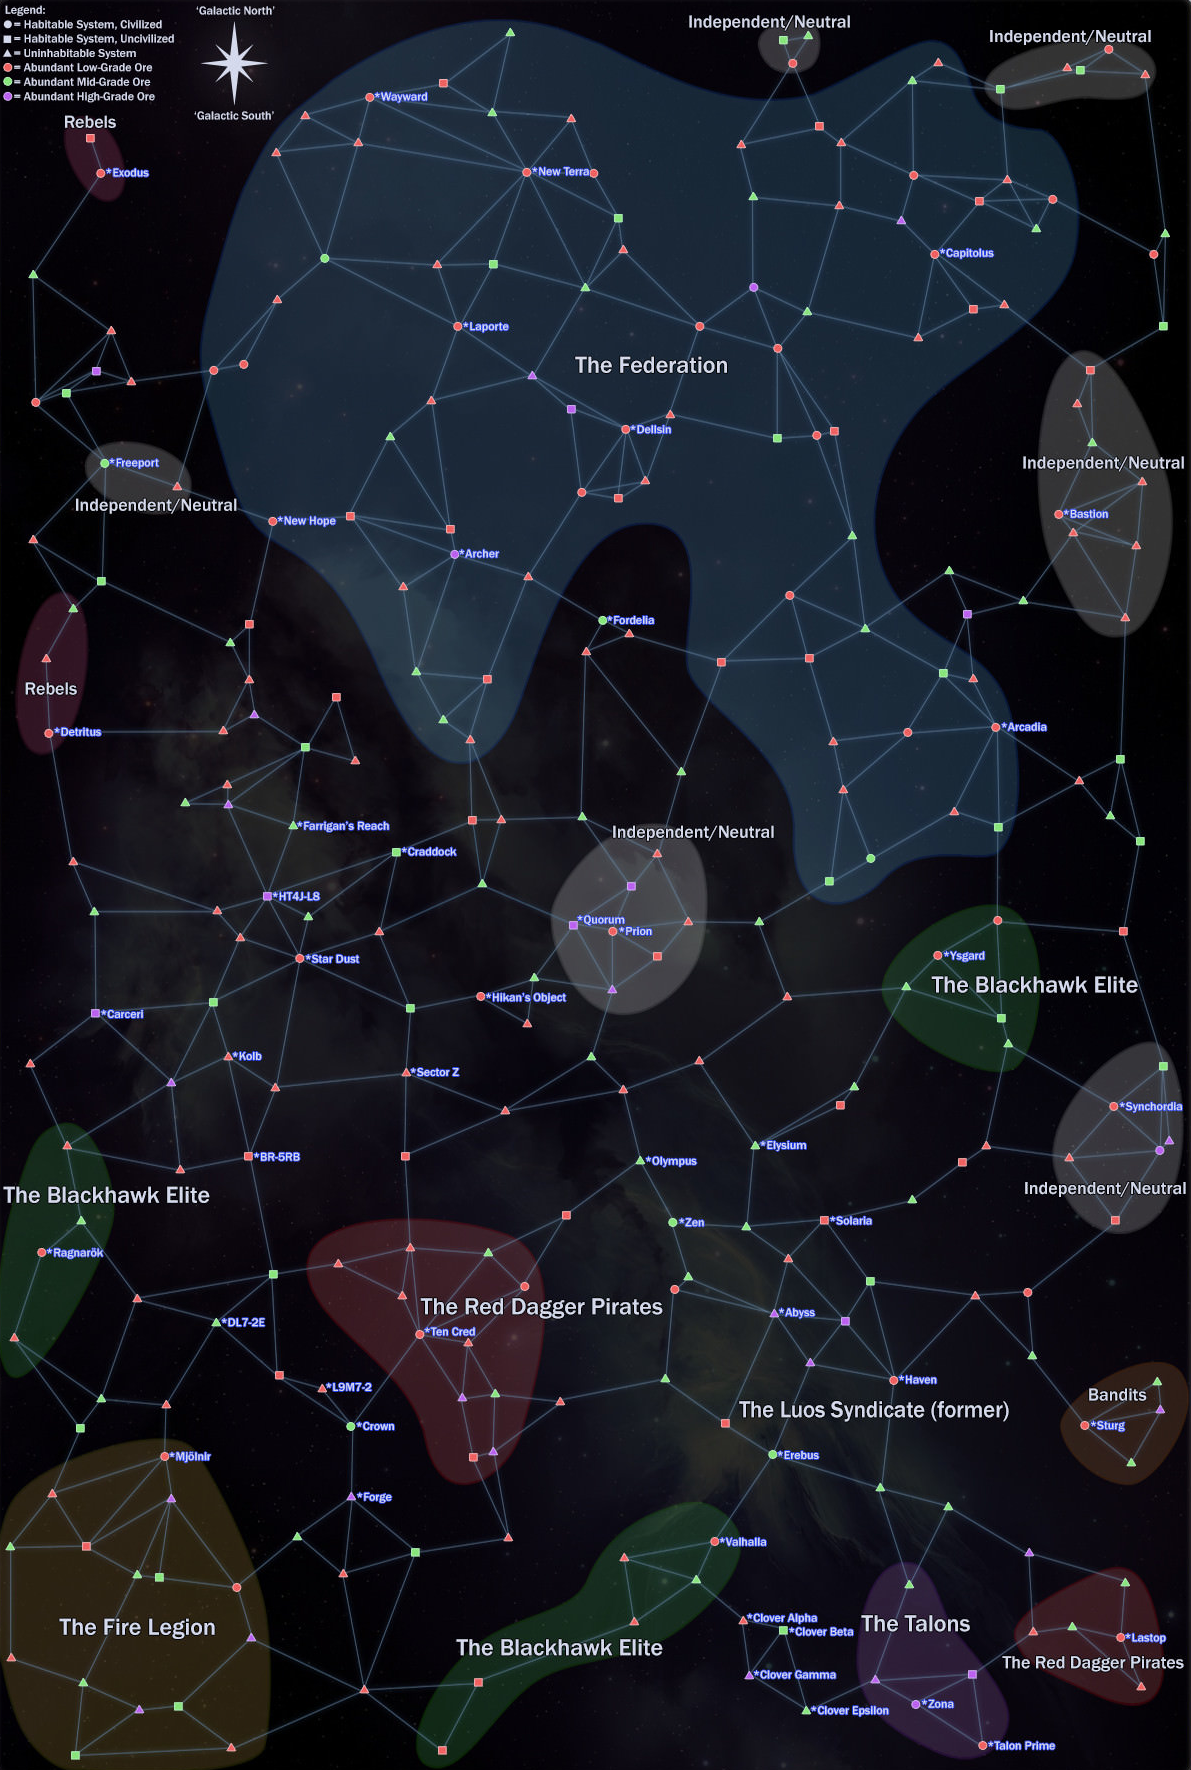 Legend:
= Habitable System, Civilized
= Habitable System, Uncivilized
= Uninhabitable System
= Abundant Low-Grade Ore
= Abundant Mid-Grade Ore
= Abundant High-Grade Ore
‘Galactic North’
‘Galactic South’
Independent/Neutral
Independent/Neutral
Rebels
*Exodus
*Wayward
*New Terra
*Capitolus
*Laporte
The Federation
*Dellsin
*Freeport
Independent/Neutral
Independent/Neutral
*Bastion
*New Hope
*Archer
*Fordelia
Rebels
*Detritus
*Arcadia
*Farrigan's Reach
*Craddock
Independent/Neutral
*HT4J-L8
*Quorum
*Prion
*Star Dust
*Ysgard
The Blackhawk Elite
*Hikan's Object
*Carceri
*Kolb
*Sector Z
*Synchordia
*BR-5RB
*Elysium
*Olympus
Independent/Neutral
The Blackhawk Elite
*Zen
*Solaria
*Ragnarök
The Red Dagger Pirates
*Abyss
*DL7-2E
*Ten Cred
*L9M7-2
*Haven
Bandits
The Luos Syndicate (former)
*Crown
*Sturg
*Mjölnir
*Erebus
*Forge
*Valhalla
The Fire Legion
*Clover Alpha
*Clover Beta
The Talons
*Lastop
The Blackhawk Elite
The Red Dagger Pirates
*Clover Gamma
*Zona
*Clover Epsilon
*Talon Prime